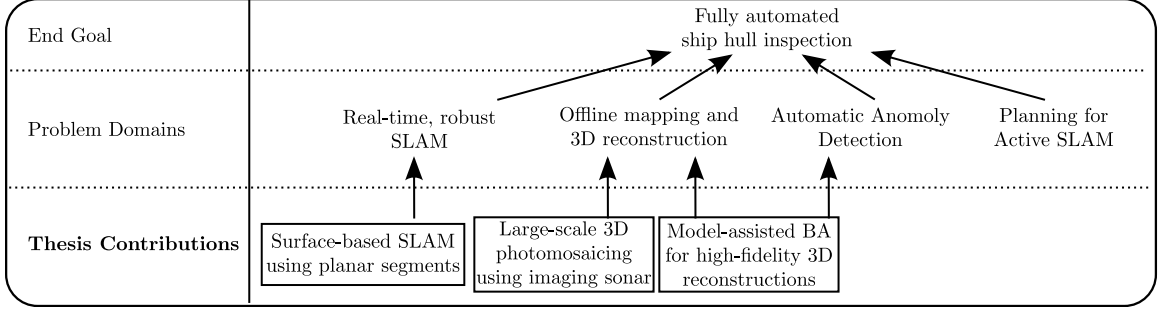 End Goal
Fully automated
ship hull inspection
Problem Domains
Real-time, robust
SLAM
Offline mapping and
3D reconstruction
Automatic Anomoly
Detection
Planning for
Active SLAM
Thesis Contributions
Surface-based SLAM
using planar segments
Large-scale 3D
photomosaicing
using imaging sonar
Model-assisted BA
for high-fidelity 3D
reconstructions